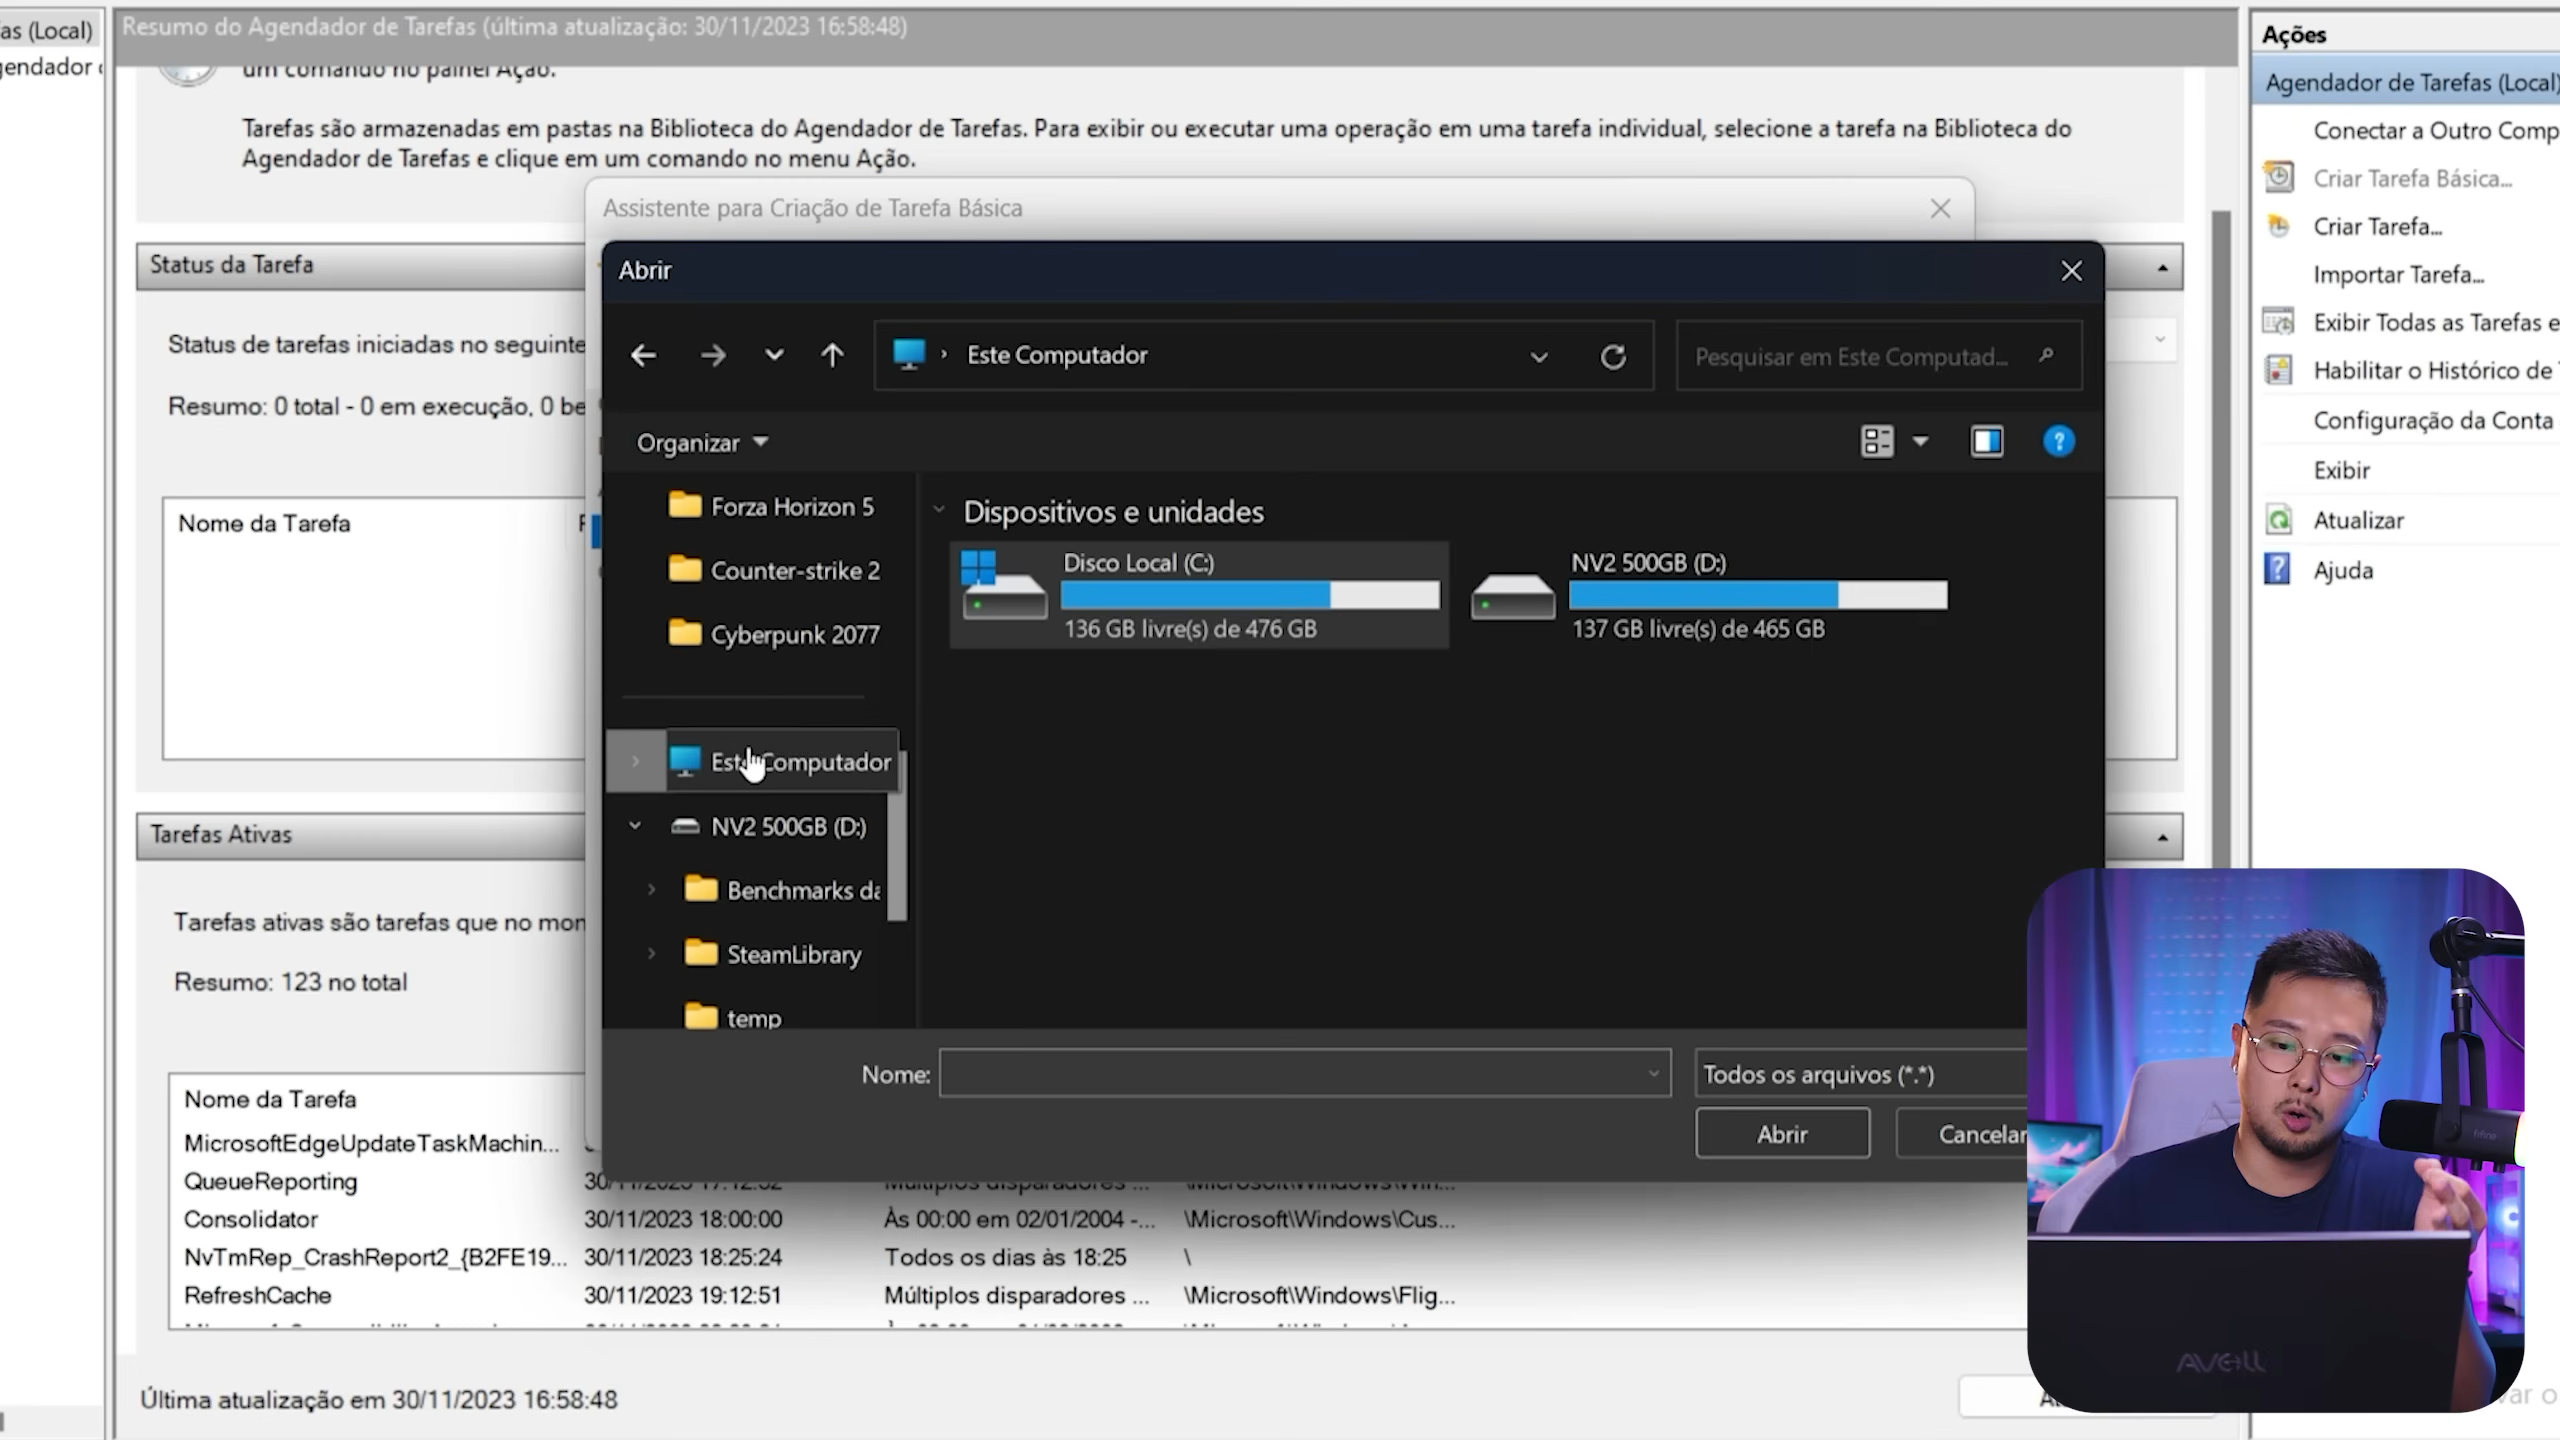 as (Local)
Resumo do Agendador de Tarefas (última atualização: 30/11/2023 16:58:48)
Ações
um comando no painel Ação.
Agendador de Tarefas (Local)
Conectar a Outro Comp
Tarefas são armazenadas em pastas na Biblioteca do Agendador de Tarefas. Para exibir ou executar uma operação em uma tarefa individual, selecione a tarefa na Biblioteca do
Agendador de Tarefas e clique em um comando no menu Ação.
Criar Tarefa Básica...
Assistente para Criação de Tarefa Básica
Criar Tarefa...
Status da Tarefa
Abrir
Importar Tarefa...
Exibir Todas as Tarefas e
Status de tarefas iniciadas no seguinte
Este Computador
Pesquisar em Este Computad...
Habilitar o Histórico de
Resumo: 0 total - 0 em execução, 0 be
Configuração da Conta
Organizar
Exibir
Forza Horizon 5
Dispositivos e unidades
Nome da Tarefa
Atualizar
Counter-strike 2
Disco Local (C:)
NV2 500GB (D:)
Ajuda
Cyberpunk 2077
136 GB livre(s) de 476 GB
137 GB livre(s) de 465 GB
Este Computador
NV2 500GB (D:)
Tarefas Ativas
Benchmarks da
Tarefas ativas são tarefas que no mon
SteamLibrary
Resumo: 123 no total
temp
Nome:
Todos os arquivos (*.*)
Nome da Tarefa
Abrir
Cancelar
MicrosoftEdgeUpdateTaskMachin...
QueueReporting
Consolidator 30/11/2023 18:00:00 Às 00:00 em 02/01/2004 -... \Microsoft\Windows\Cus...
NvTmRep_CrashReport2_{B2FE19... 30/11/2023 18:25:24 Todos os dias às 18:25 \
RefreshCache 30/11/2023 19:12:51 Múltiplos disparadores ... \Microsoft\Windows\Flig...
Última atualização em 30/11/2023 16:58:48
AVELL